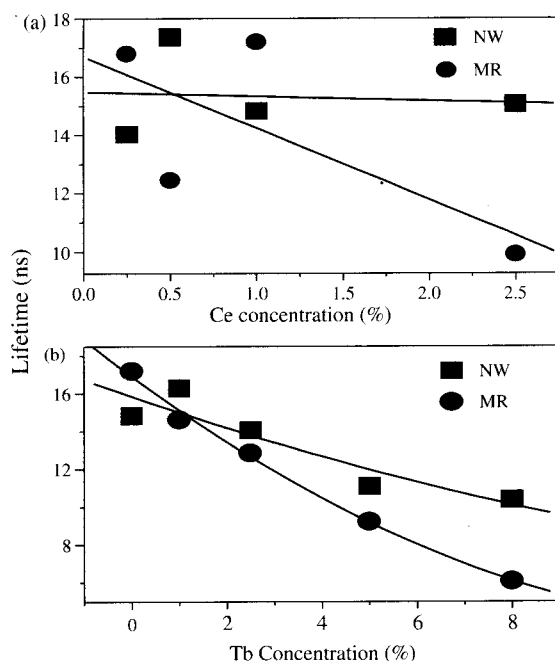 (a)
18
16
14
12
10
NW
MR
0.0
0.5
1.0
1.5
2.0
2.5
Ce concentration (%)
Lifetime (ns)
(b)
16
12
8
NW
MR
0
2
4
6
8
Tb Concentration (%)